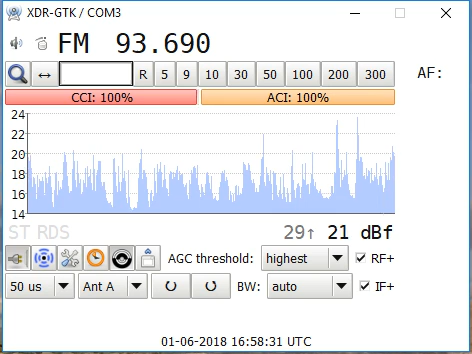 XDR-GTK / COM3
FM 93.690
R 5 9 10 30 50 100 200 300 AF:
CCI: 100% ACI: 100%
24
22
20
18
16
14
ST RDS 29↑ 21 dBf
AGC threshold: highest RF+
50 us Ant A BW: auto IF+
01-06-2018 16:58:31 UTC